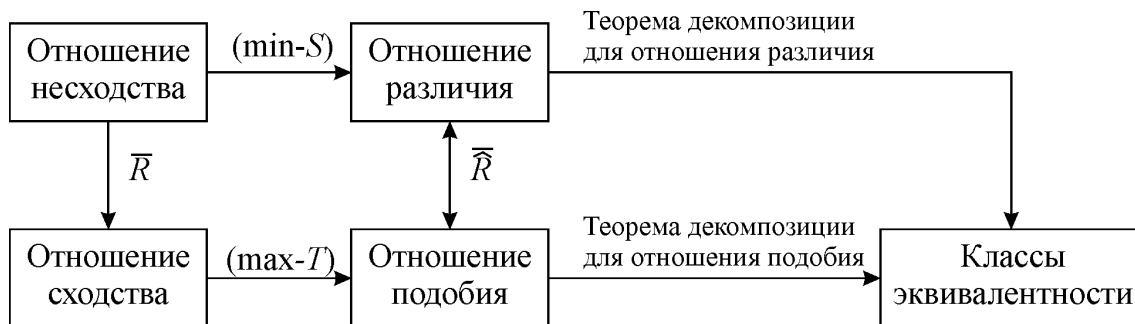 Отношение
несходства
(min-S)
Отношение
различия
Теорема декомпозиции
для отношения различия
R̅
R̂̅
Отношение
сходства
(max-T)
Отношение
подобия
Теорема декомпозиции
для отношения подобия
Классы
эквивалентности